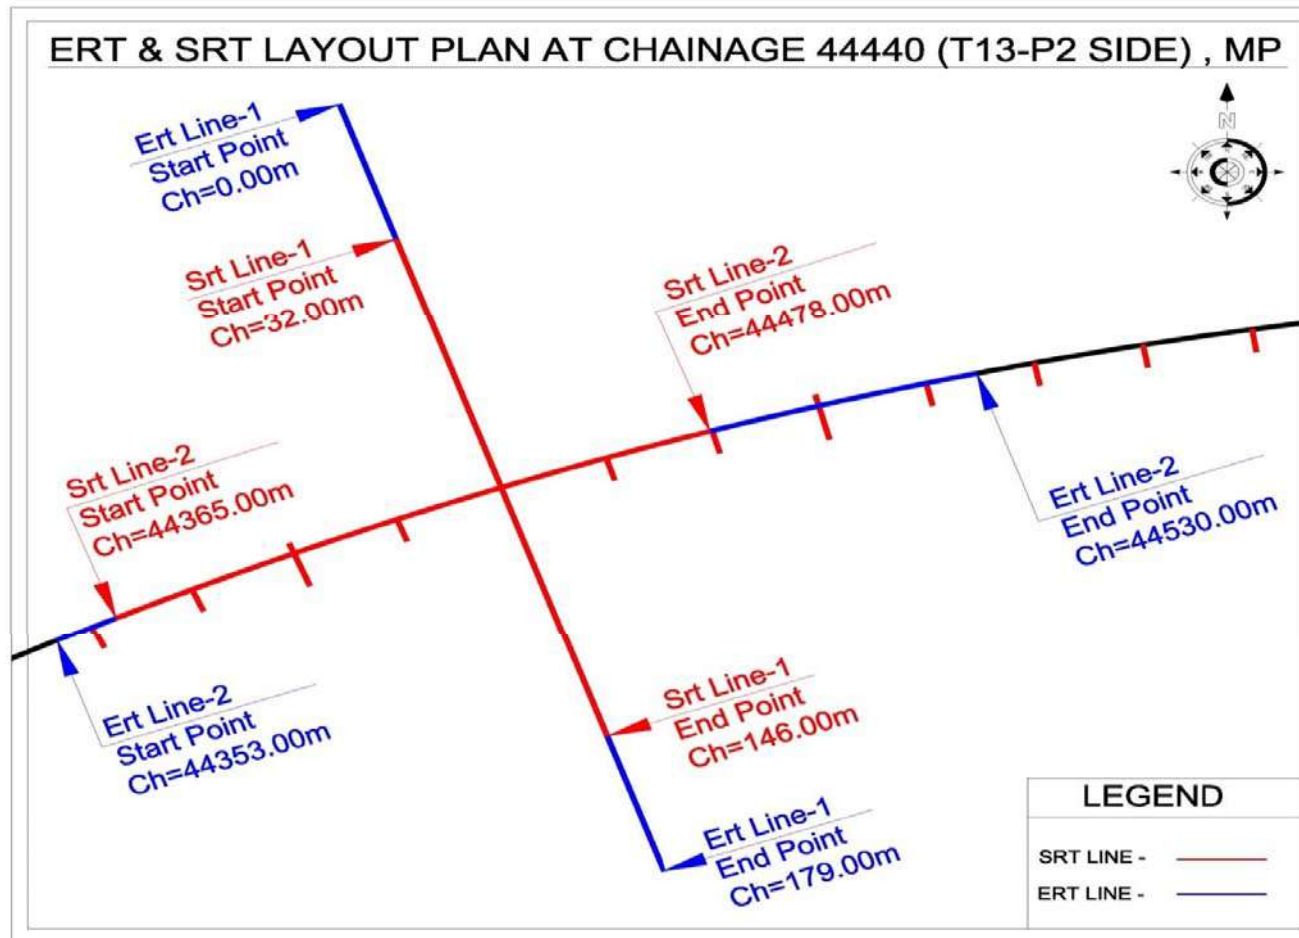 ERT & SRT LAYOUT PLAN AT CHAINAGE 44440 (T13-P2 SIDE) , MP
N
Ert Line-1
Start Point
Ch=0.00m
Srt Line-1
Start Point
Ch=32.00m
Srt Line-2
End Point
Ch=44478.00m
Srt Line-2
Start Point
Ch=44365.00m
Ert Line-2
End Point
Ch=44530.00m
Ert Line-2
Start Point
Ch=44353.00m
Srt Line-1
End Point
Ch=146.00m
Ert Line-1
End Point
Ch=179.00m
LEGEND
SRT LINE -
ERT LINE -